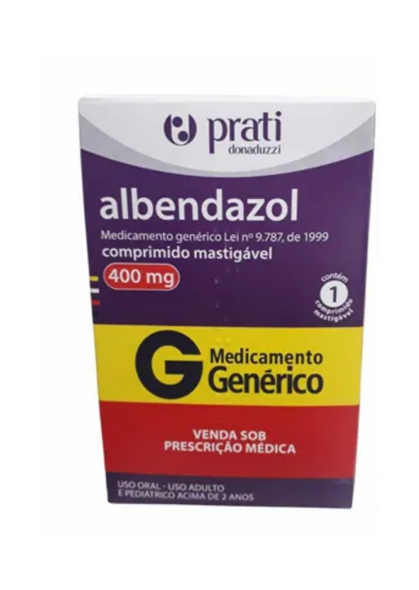 prati
donaduzzi
albendazol
Medicamento genérico Lei nº 9.787, de 1999
comprimido mastigável
400 mg
contém
1
comprimido
mastigável
G Medicamento
Genérico
VENDA SOB
PRESCRIÇÃO MÉDICA
USO ORAL - USO ADULTO
E PEDIÁTRICO ACIMA DE 2 ANOS